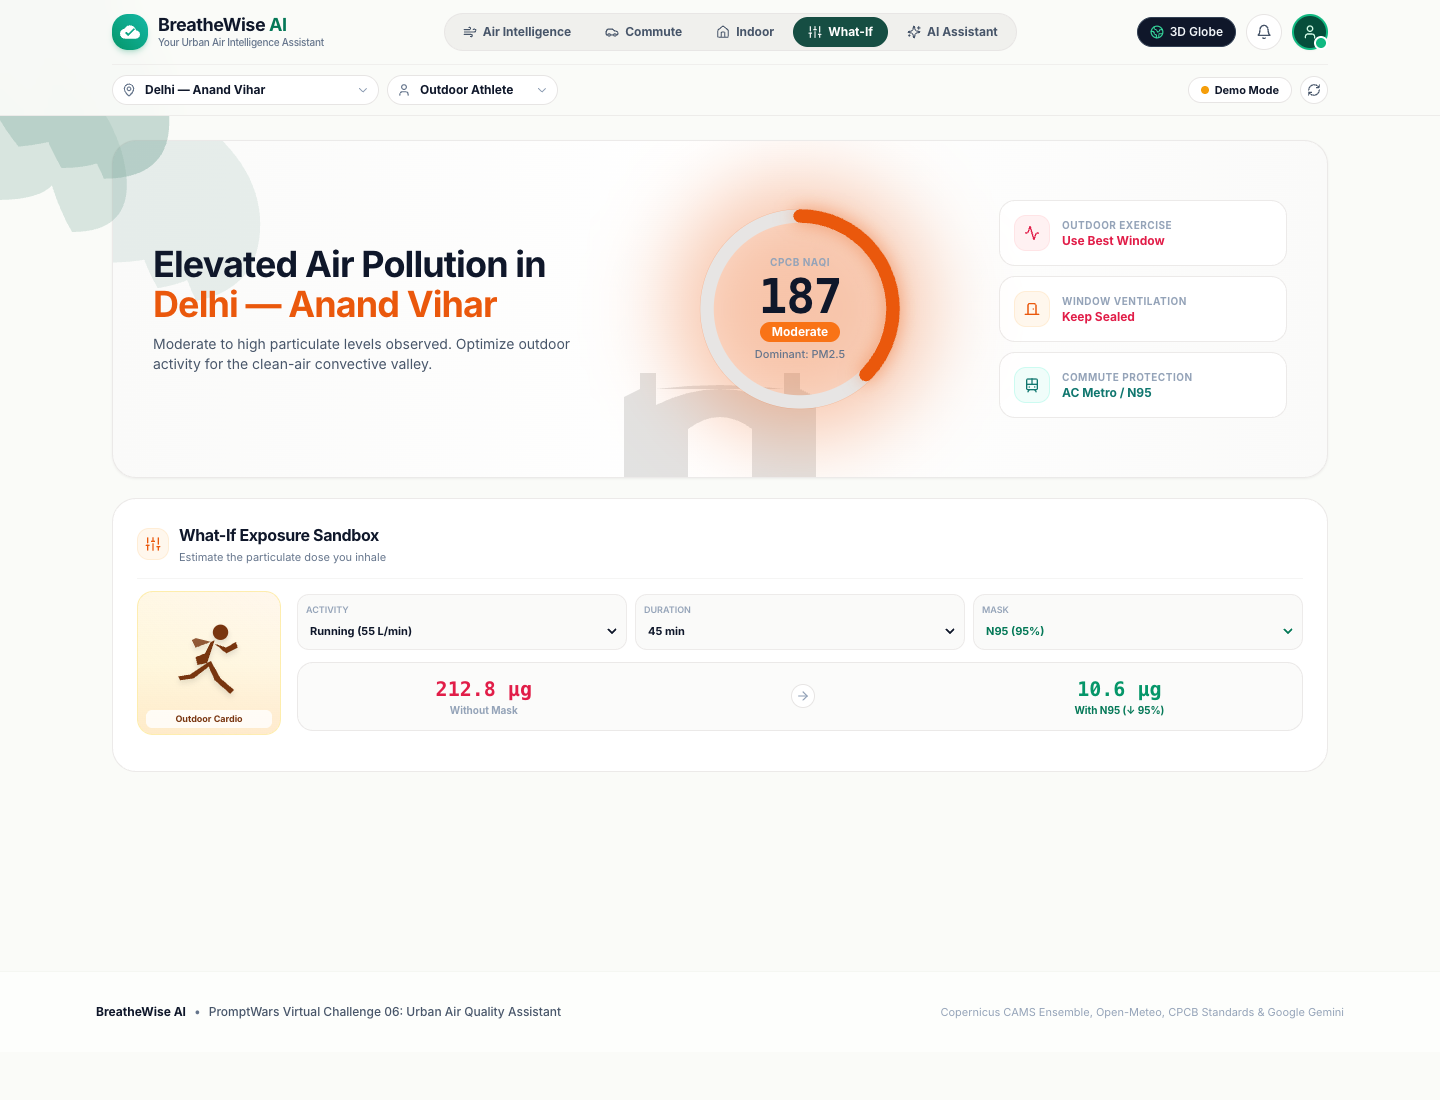 BreatheWise AI
Your Urban Air Intelligence Assistant
Air Intelligence
Commute
Indoor
What-If
AI Assistant
3D Globe
Delhi — Anand Vihar
Outdoor Athlete
Demo Mode
Elevated Air Pollution in
Delhi — Anand Vihar
Moderate to high particulate levels observed. Optimize outdoor
activity for the clean-air convective valley.
CPCB NAQI
187
Moderate
Dominant: PM2.5
OUTDOOR EXERCISE
Use Best Window
WINDOW VENTILATION
Keep Sealed
COMMUTE PROTECTION
AC Metro / N95
What-If Exposure Sandbox
Estimate the particulate dose you inhale
Outdoor Cardio
ACTIVITY
Running (55 L/min)
DURATION
45 min
MASK
N95 (95%)
212.8 µg
Without Mask
10.6 µg
With N95 (↓ 95%)
BreatheWise AI • PromptWars Virtual Challenge 06: Urban Air Quality Assistant
Copernicus CAMS Ensemble, Open-Meteo, CPCB Standards & Google Gemini